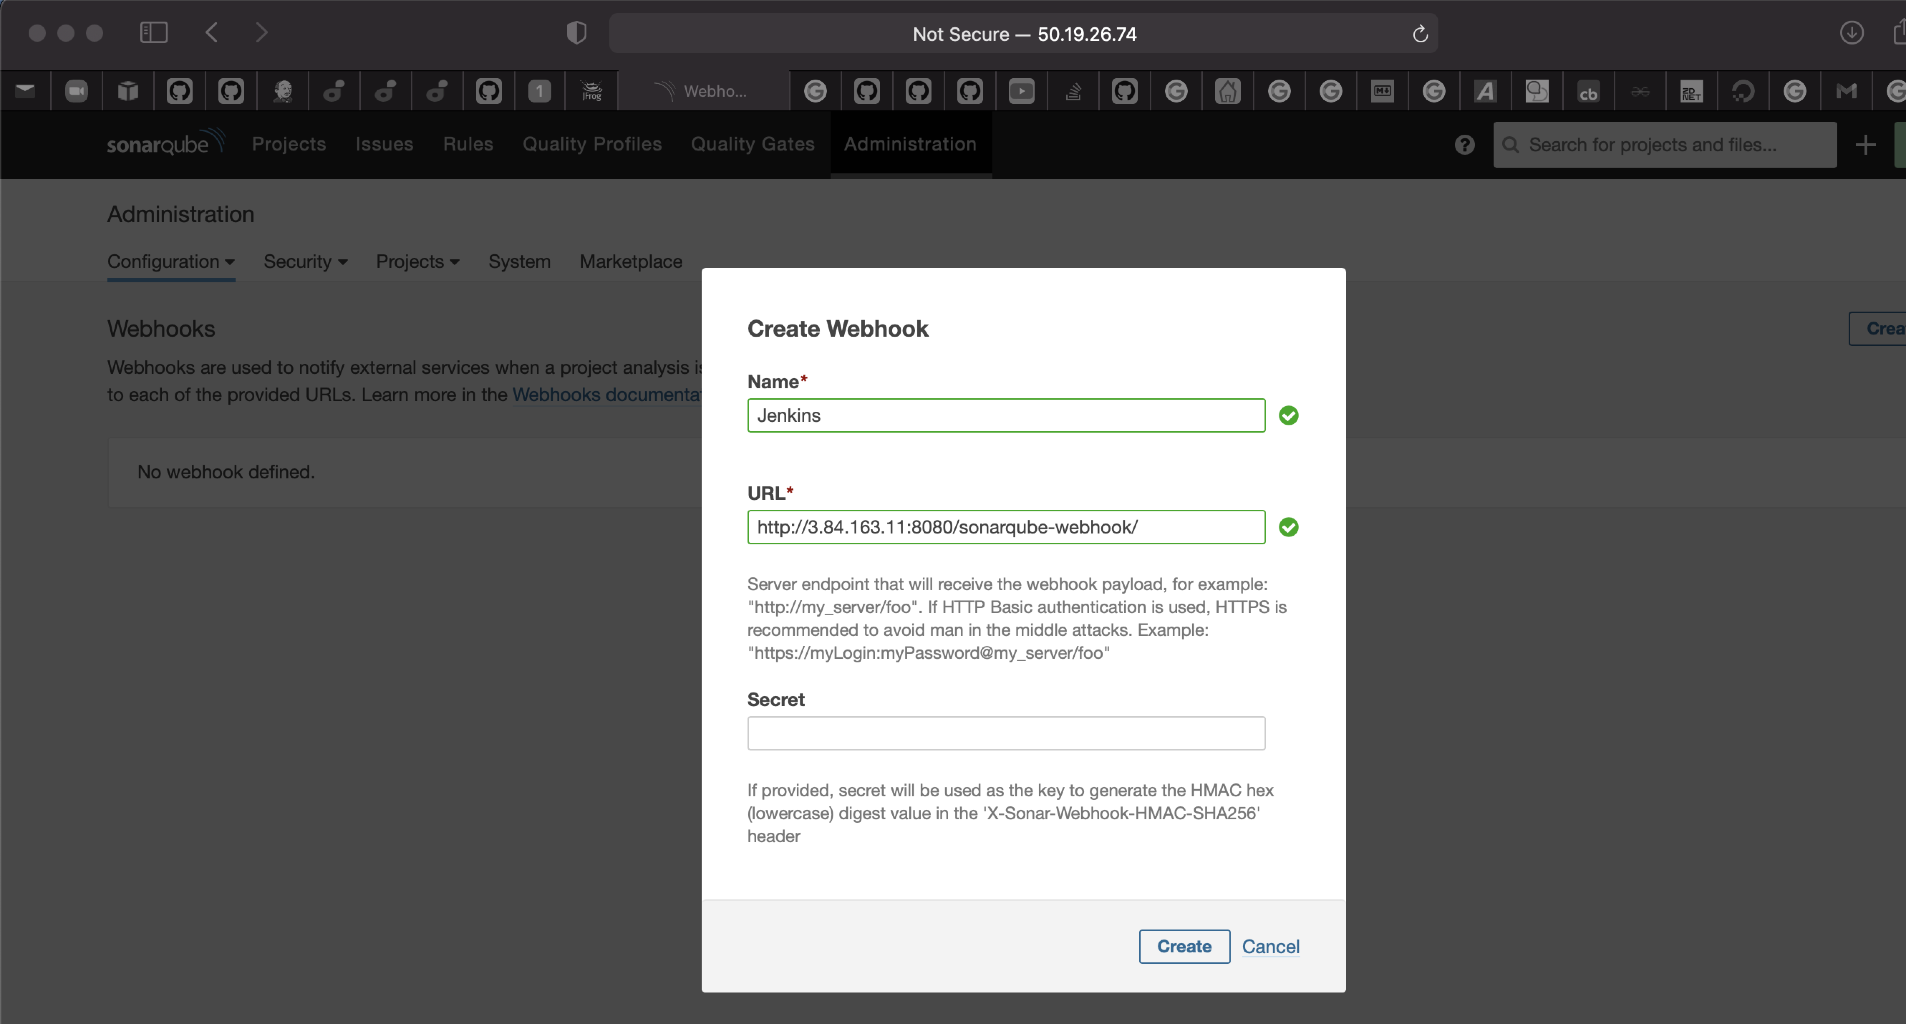 Not Secure — 50.19.26.74
1
JFrog
Webho...
ZD
NET
cb
sonarqube
Projects
Issues
Rules
Quality Profiles
Quality Gates
Administration
?
Search for projects and files...
Administration
Configuration
Security
Projects
System
Marketplace
Webhooks
Crea
Webhooks are used to notify external services when a project analysis is
to each of the provided URLs. Learn more in the Webhooks documenta
No webhook defined.
Create Webhook
Name*
Jenkins
URL*
http://3.84.163.11:8080/sonarqube-webhook/
Server endpoint that will receive the webhook payload, for example:
"http://my_server/foo". If HTTP Basic authentication is used, HTTPS is
recommended to avoid man in the middle attacks. Example:
"https://myLogin:myPassword@my_server/foo"
Secret
If provided, secret will be used as the key to generate the HMAC hex
(lowercase) digest value in the 'X-Sonar-Webhook-HMAC-SHA256'
header
Create
Cancel